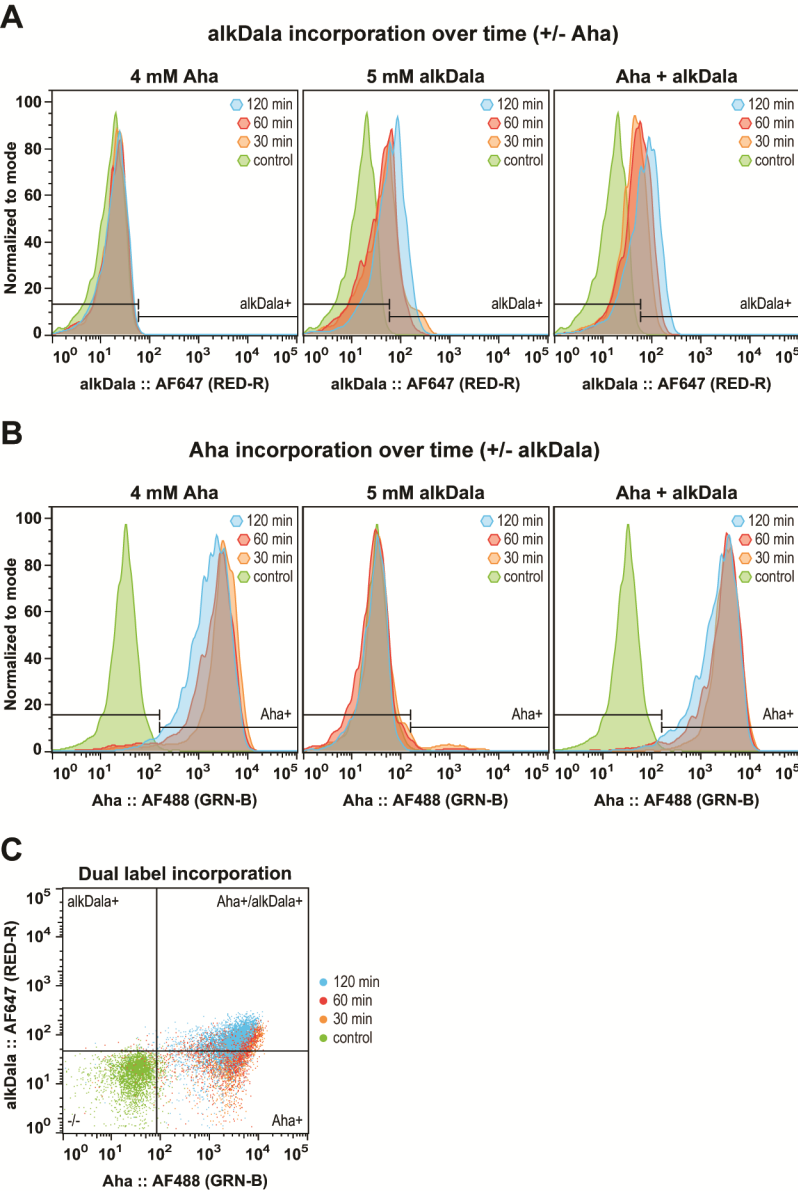 A
alkDala incorporation over time (+/- Aha)
4 mM Aha
5 mM alkDala
Aha + alkDala
Normalized to mode
100
80
60
40
20
0
120 min
60 min
30 min
control
alkDala+
10⁰ 10¹ 10² 10³ 10⁴ 10⁵
alkDala :: AF647 (RED-R)
120 min
60 min
30 min
control
alkDala+
10⁰ 10¹ 10² 10³ 10⁴ 10⁵
alkDala :: AF647 (RED-R)
120 min
60 min
30 min
control
alkDala+
10⁰ 10¹ 10² 10³ 10⁴ 10⁵
alkDala :: AF647 (RED-R)
B
Aha incorporation over time (+/- alkDala)
4 mM Aha
5 mM alkDala
Aha + alkDala
Normalized to mode
100
80
60
40
20
0
120 min
60 min
30 min
control
Aha+
10⁰ 10¹ 10² 10³ 10⁴ 10⁵
Aha :: AF488 (GRN-B)
120 min
60 min
30 min
control
Aha+
10⁰ 10¹ 10² 10³ 10⁴ 10⁵
Aha :: AF488 (GRN-B)
120 min
60 min
30 min
control
Aha+
10⁰ 10¹ 10² 10³ 10⁴ 10⁵
Aha :: AF488 (GRN-B)
C
Dual label incorporation
alkDala :: AF647 (RED-R)
10⁵
10⁴
10³
10²
10¹
10⁰
alkDala+
Aha+/alkDala+
-/-
Aha+
120 min
60 min
30 min
control
10⁰ 10¹ 10² 10³ 10⁴ 10⁵
Aha :: AF488 (GRN-B)